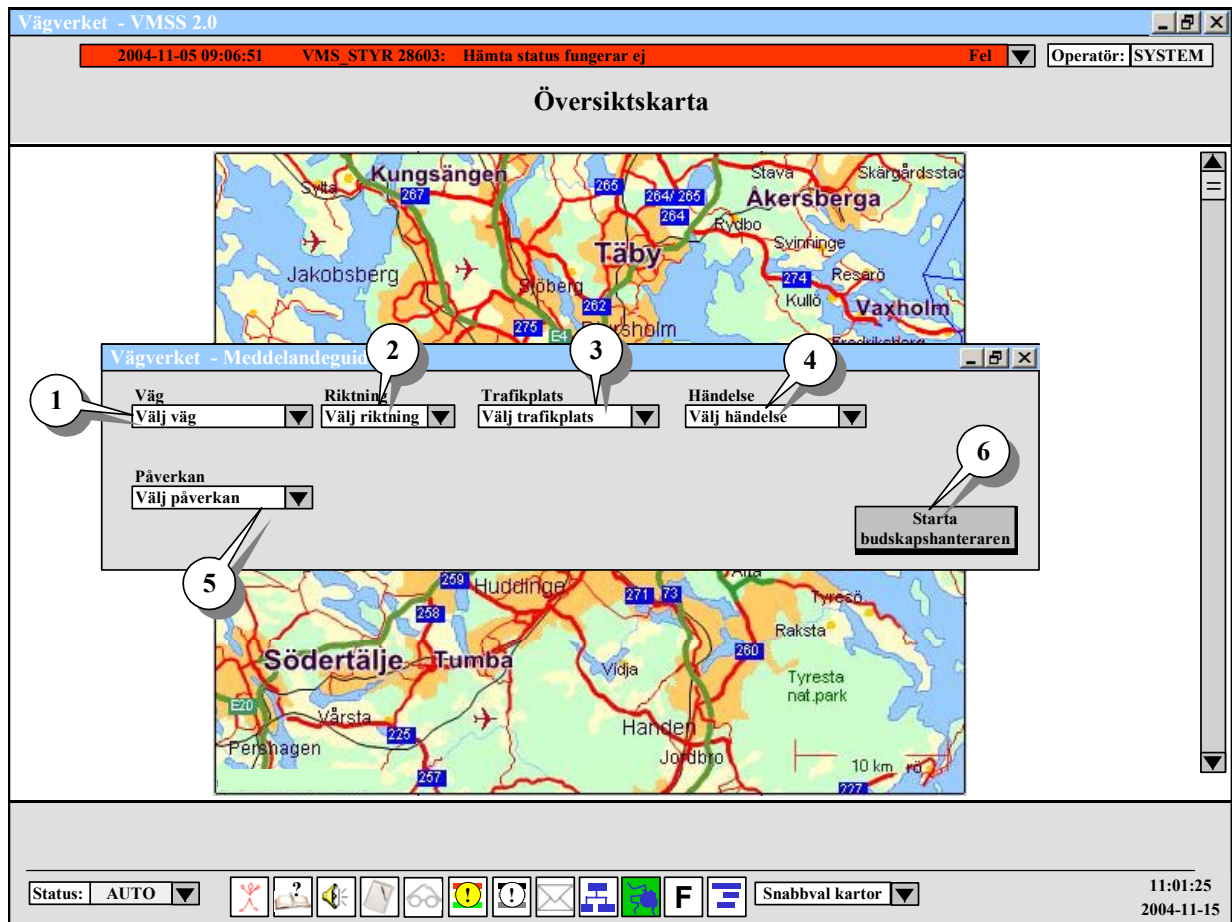 Vägverket - VMSS 2.0
2004-11-05 09:06:51 VMS_STYR 28603: Hämta status fungerar ej Fel
Operatör: SYSTEM
Översiktskarta
Kungsängen
Sylta
267
265
264/ 265
264
Stava
Skärgårdsstad
Åkersberga
Rydbo
Svinninge
Täby
Jakobsberg
Sjöberg
274
Resarö
Kullö
Vaxholm
262
275
E4
Vägverket - Meddelandeguid
1
2
3
4
Väg
Riktning
Trafikplats
Händelse
Välj väg
Välj riktning
Välj trafikplats
Välj händelse
Påverkan
Välj påverkan
5
6
Starta
budskapshanteraren
259
Huddinge
271
73
Tyresö
258
Raksta
260
Södertälje
Tumba
Vidja
Tyresta
nat.park
E20
Vårsta
225
Handen
Pershagen
Jordbro
257
10 km
227
Status: AUTO
?
!
!
F
Snabbval kartor
11:01:25
2004-11-15